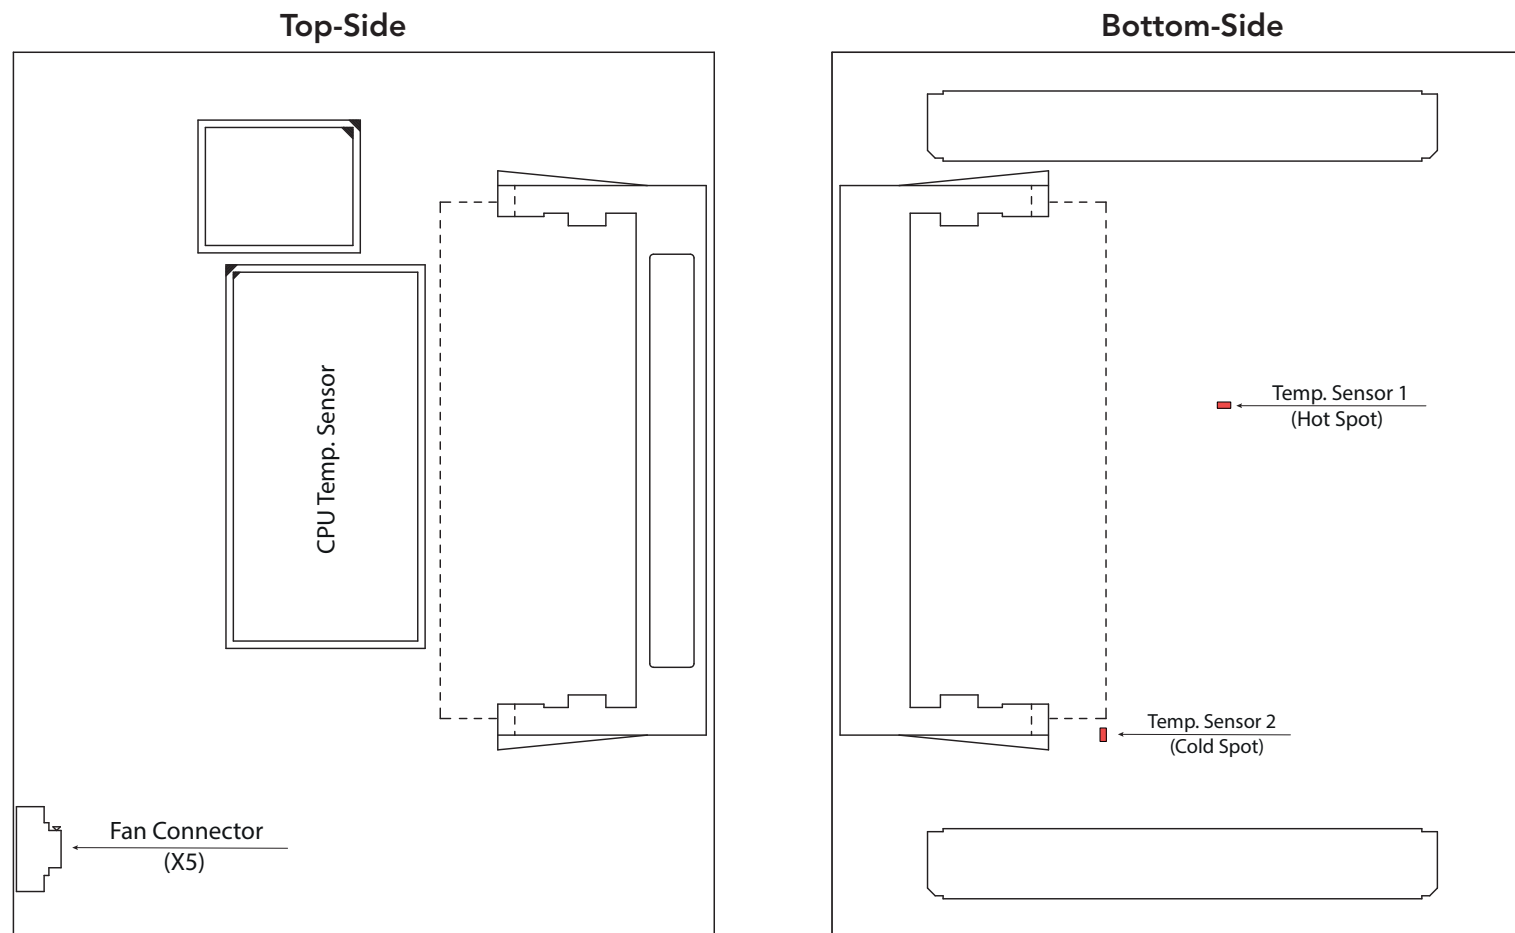 Top-Side
Bottom-Side
CPU Temp. Sensor
Temp. Sensor 1
(Hot Spot)
Temp. Sensor 2
(Cold Spot)
Fan Connector
(X5)